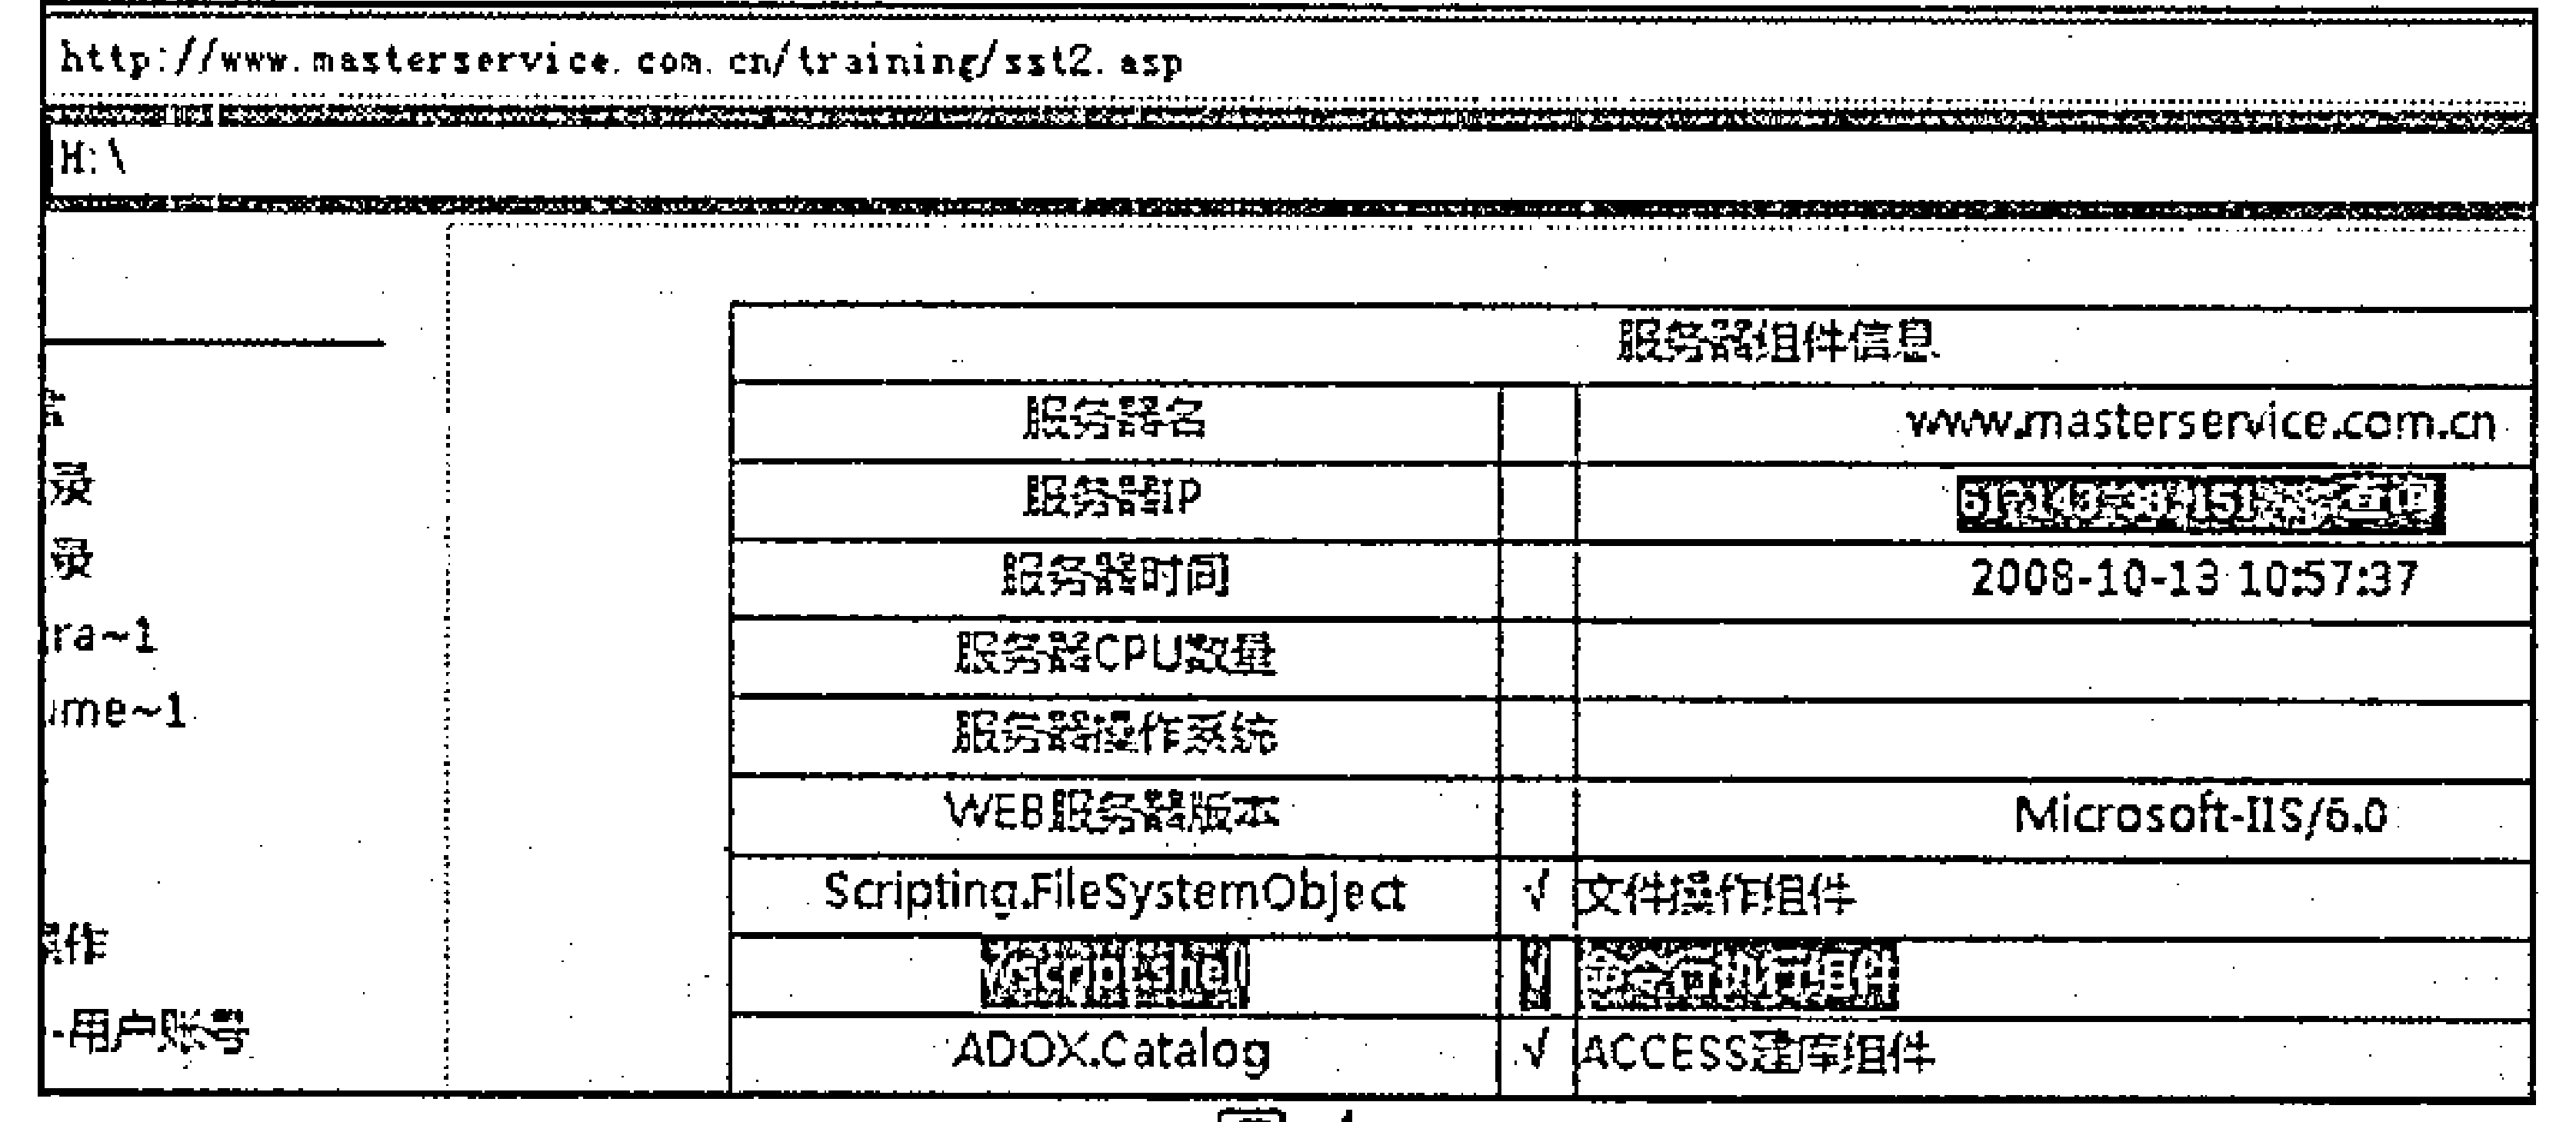 http://www.masterservice.com.cn/training/sst2.asp
H:\
服务器组件信息
服务器名 www.masterservice.com.cn
服务器IP 查询
服务器时间 2008-10-13 10:57:37
服务器CPU数量
服务器操作系统
WEB服务器版本 Microsoft-IIS/6.0
Scripting.FileSystemObject √ 文件操作组件
Wscript.shell √ 命令行执行组件
ADOX.Catalog √ ACCESS建库组件
录
录
ra~1
me~1
作
-用户账号